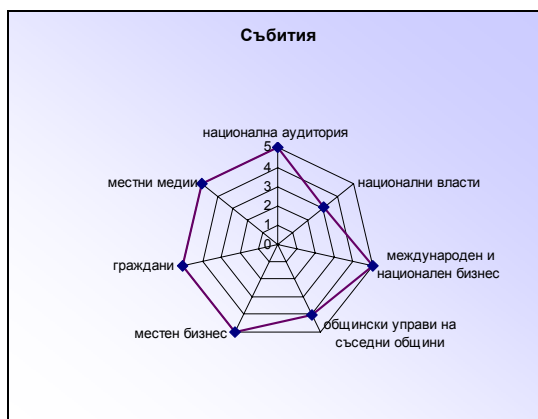 Събития
национална аудитория
5
4
3
2
1
0
национални власти
международен и
национален бизнес
общински управи на
съседни общини
местен бизнес
граждани
местни медии